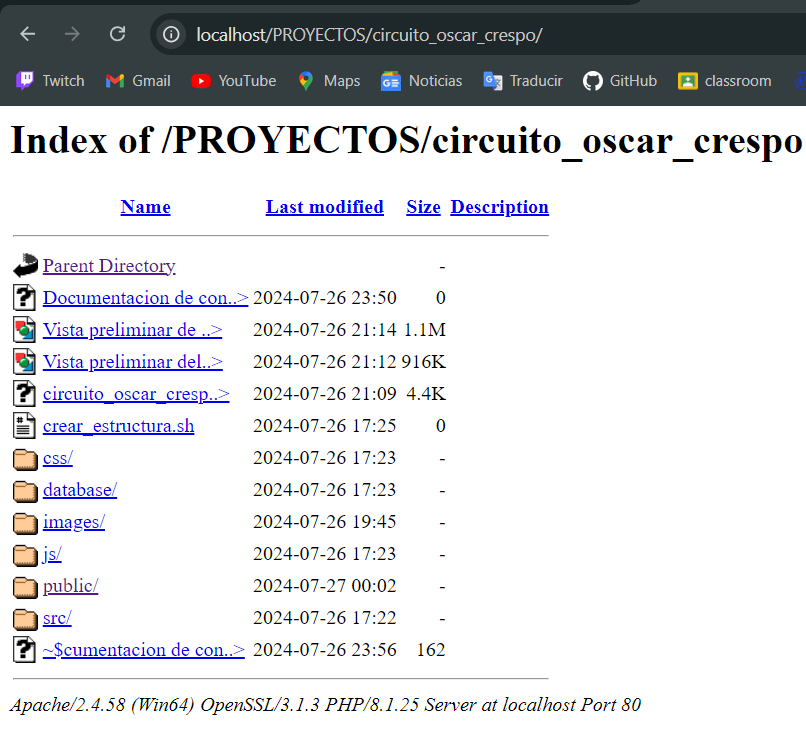 localhost/PROYECTOS/circuito_oscar_crespo/
Twitch Gmail YouTube Maps Noticias Traducir GitHub classroom
Index of /PROYECTOS/circuito_oscar_crespo
Name Last modified Size Description
Parent Directory -
Documentacion de con..> 2024-07-26 23:50 0
Vista preliminar de ..> 2024-07-26 21:14 1.1M
Vista preliminar del..> 2024-07-26 21:12 916K
circuito_oscar_cresp..> 2024-07-26 21:09 4.4K
crear_estructura.sh 2024-07-26 17:25 0
css/ 2024-07-26 17:23 -
database/ 2024-07-26 17:23 -
images/ 2024-07-26 19:45 -
js/ 2024-07-26 17:23 -
public/ 2024-07-27 00:02 -
src/ 2024-07-26 17:22 -
~$cumentacion de con..> 2024-07-26 23:56 162
Apache/2.4.58 (Win64) OpenSSL/3.1.3 PHP/8.1.25 Server at localhost Port 80